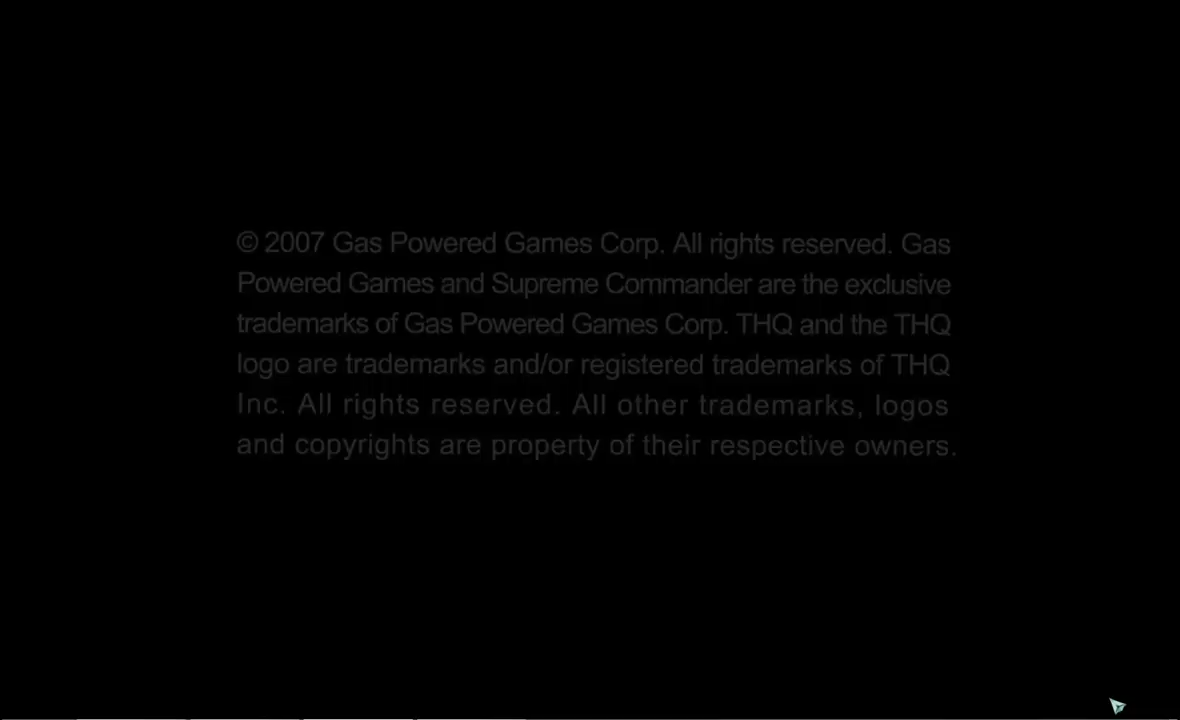 © 2007 Gas Powered Games Corp. All rights reserved. Gas
Powered Games and Supreme Commander are the exclusive
trademarks of Gas Powered Games Corp. THQ and the THQ
logo are trademarks and/or registered trademarks of THQ
Inc. All rights reserved. All other trademarks, logos
and copyrights are property of their respective owners.